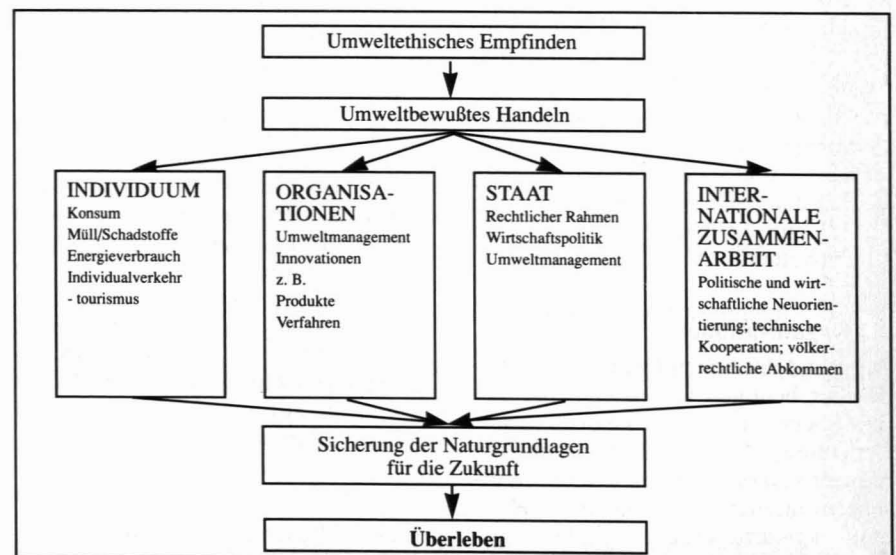 Umweltethisches Empfinden
Umweltbewußtes Handeln
INDIVIDUUM
Konsum
Müll/Schadstoffe
Energieverbrauch
Individualverkehr
- tourismus
ORGANISA-
TIONEN
Umweltmanagement
Innovationen
z. B.
Produkte
Verfahren
STAAT
Rechtlicher Rahmen
Wirtschaftspolitik
Umweltmanagement
INTER-
NATIONALE
ZUSAMMEN-
ARBEIT
Politische und wirt-
schaftliche Neuorien-
tierung; technische
Kooperation; völker-
rechtliche Abkommen
Sicherung der Naturgrundlagen
für die Zukunft
Überleben